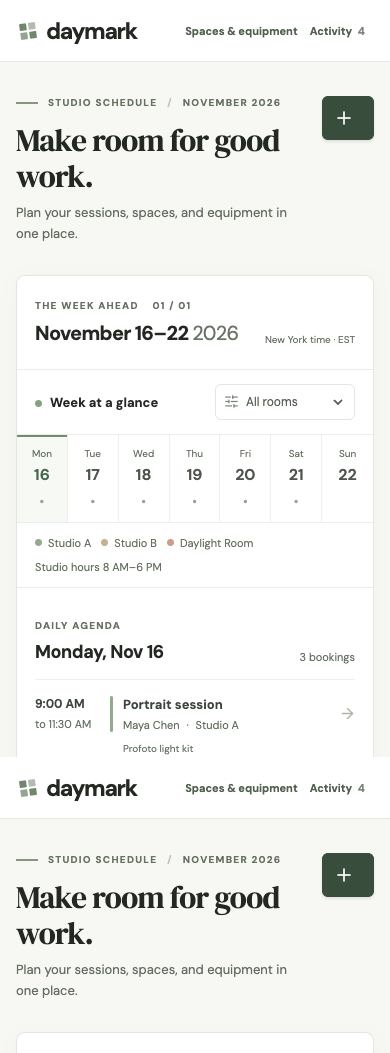 daymark
Spaces & equipment Activity 4
STUDIO SCHEDULE / NOVEMBER 2026
Make room for good
work.
Plan your sessions, spaces, and equipment in
one place.
THE WEEK AHEAD 01 / 01
November 16–22 2026
New York time · EST
Week at a glance
All rooms
Mon Tue Wed Thu Fri Sat Sun
16 17 18 19 20 21 22
Studio A Studio B Daylight Room
Studio hours 8 AM–6 PM
DAILY AGENDA
Monday, Nov 16
3 bookings
9:00 AM Portrait session
to 11:30 AM Maya Chen · Studio A
Profoto light kit
daymark
Spaces & equipment Activity 4
STUDIO SCHEDULE / NOVEMBER 2026
Make room for good
work.
Plan your sessions, spaces, and equipment in
one place.